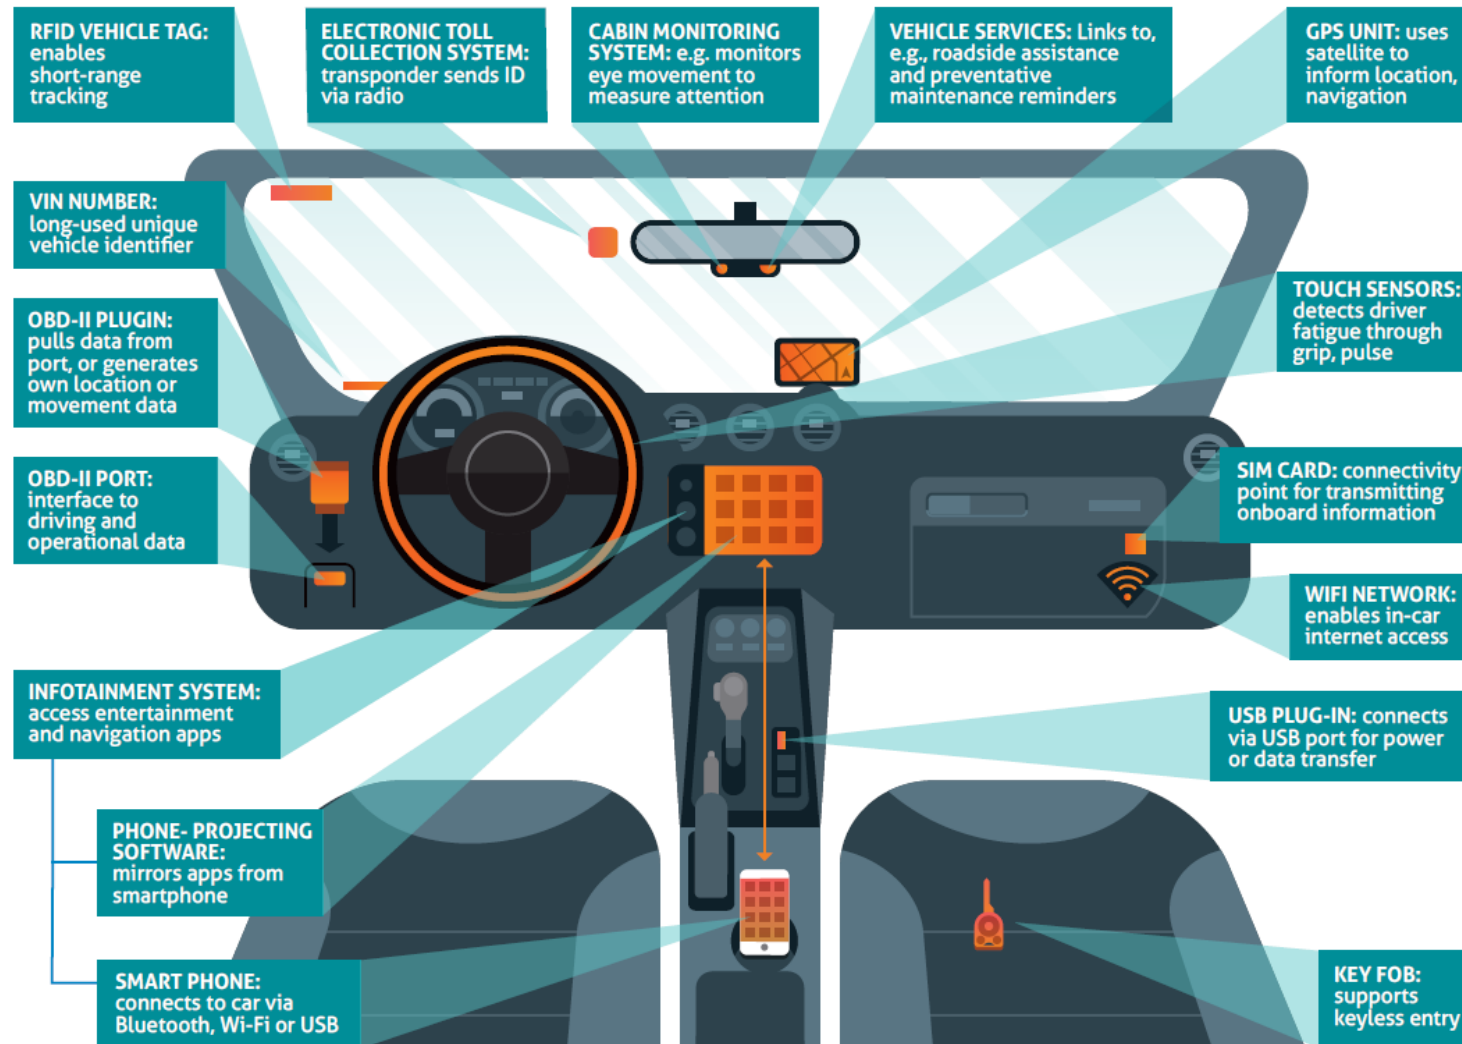 RFID VEHICLE TAG:
enables
short-range
tracking
ELECTRONIC TOLL
COLLECTION SYSTEM:
transponder sends ID
via radio
CABIN MONITORING
SYSTEM: e.g. monitors
eye movement to
measure attention
VEHICLE SERVICES: Links to,
e.g., roadside assistance
and preventative
maintenance reminders
GPS UNIT: uses
satellite to
inform location,
navigation
VIN NUMBER:
long-used unique
vehicle identifier
OBD-II PLUGIN:
pulls data from
port, or generates
own location or
movement data
TOUCH SENSORS:
detects driver
fatigue through
grip, pulse
OBD-II PORT:
interface to
driving and
operational data
SIM CARD: connectivity
point for transmitting
onboard information
WIFI NETWORK:
enables in-car
internet access
INFOTAINMENT SYSTEM:
access entertainment
and navigation apps
USB PLUG-IN: connects
via USB port for power
or data transfer
PHONE- PROJECTING
SOFTWARE:
mirrors apps from
smartphone
SMART PHONE:
connects to car via
Bluetooth, Wi-Fi or USB
KEY FOB:
supports
keyless entry